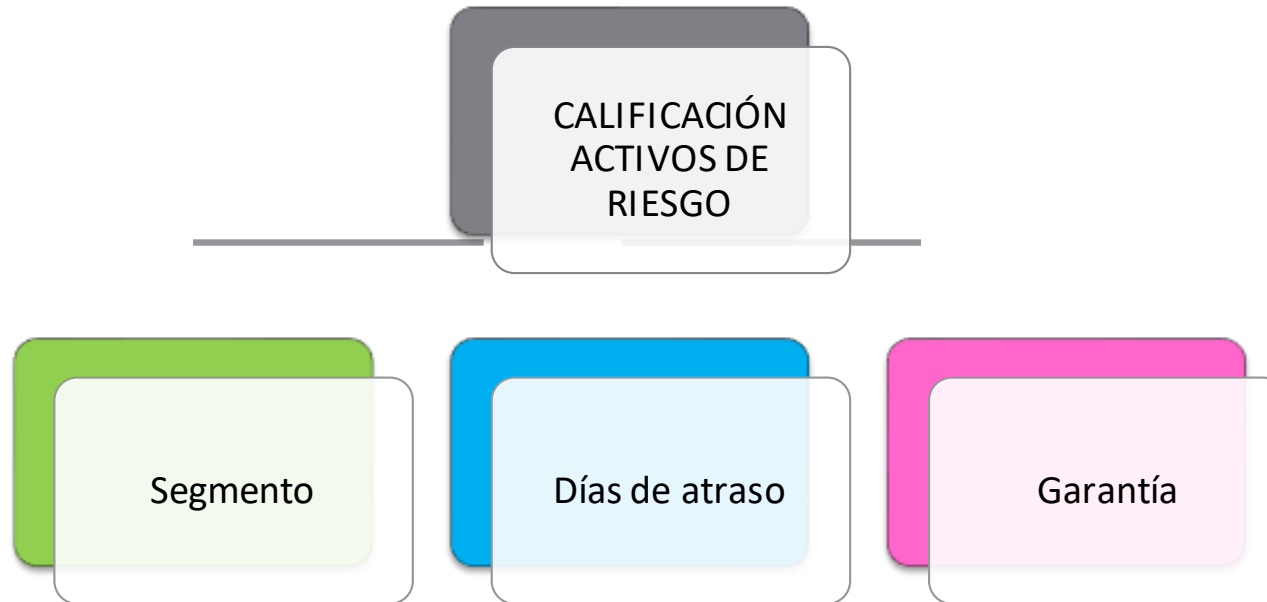 CALIFICACIÓN
ACTIVOS DE
RIESGO
Segmento
Días de atraso
Garantía